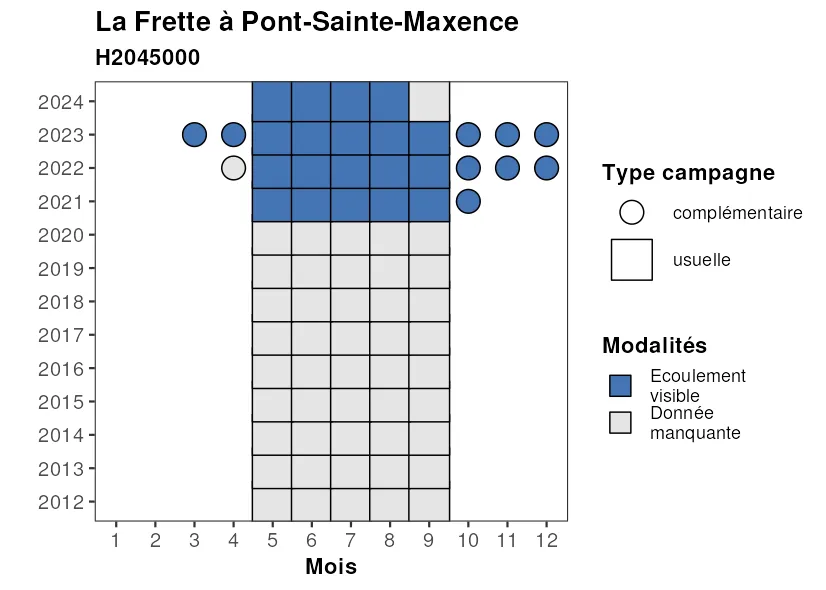 La Frette à Pont-Sainte-Maxence
H2045000
2024
2023
2022
2021
2020
2019
2018
2017
2016
2015
2014
2013
2012
1 2 3 4 5 6 7 8 9 10 11 12
Mois
Type campagne
complémentaire
usuelle
Modalités
Ecoulement
visible
Donnée
manquante